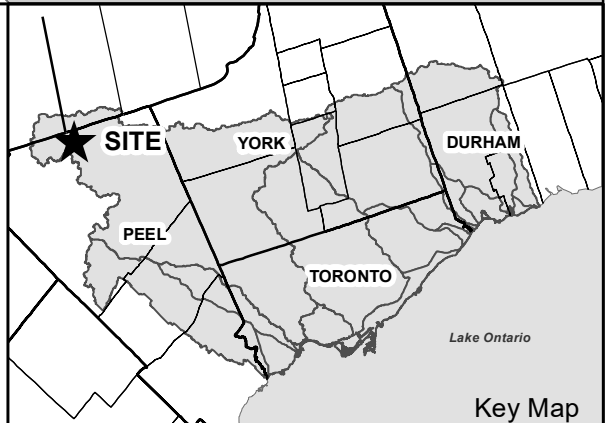 SITE
YORK
DURHAM
PEEL
TORONTO
Lake Ontario
Key Map